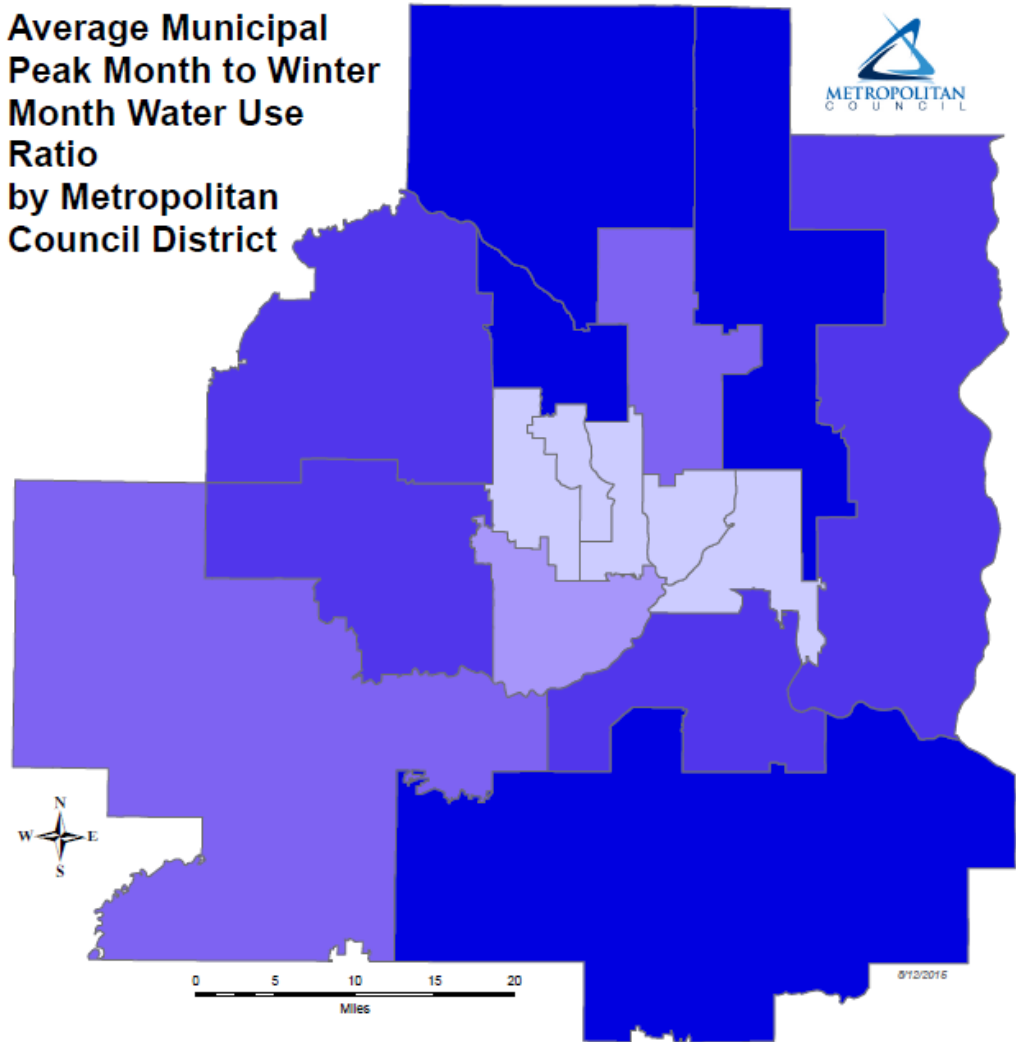 Average Municipal
Peak Month to Winter
Month Water Use
Ratio
by Metropolitan
Council District
METROPOLITAN
COUNCIL
N
W E
S
0 5 10 15 20
Miles
8/12/2015